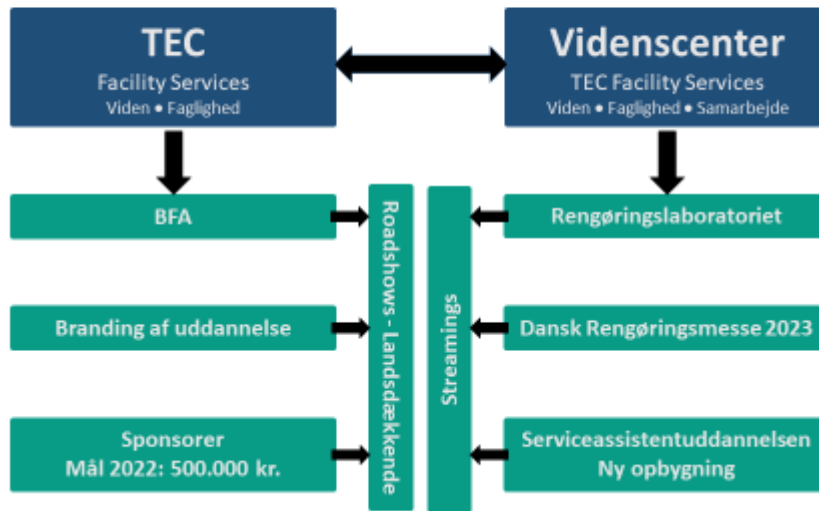 TEC
Facility Services
Viden • Faglighed
Videnscenter
TEC Facility Services
Viden • Faglighed • Samarbejde
BFA
Branding af uddannelse
Sponsorer
Mål 2022: 500.000 kr.
Roadshows - Landsdækkende
Streamings
Rengøringslaboratoriet
Dansk Rengøringsmesse 2023
Serviceassistentuddannelsen
Ny opbygning